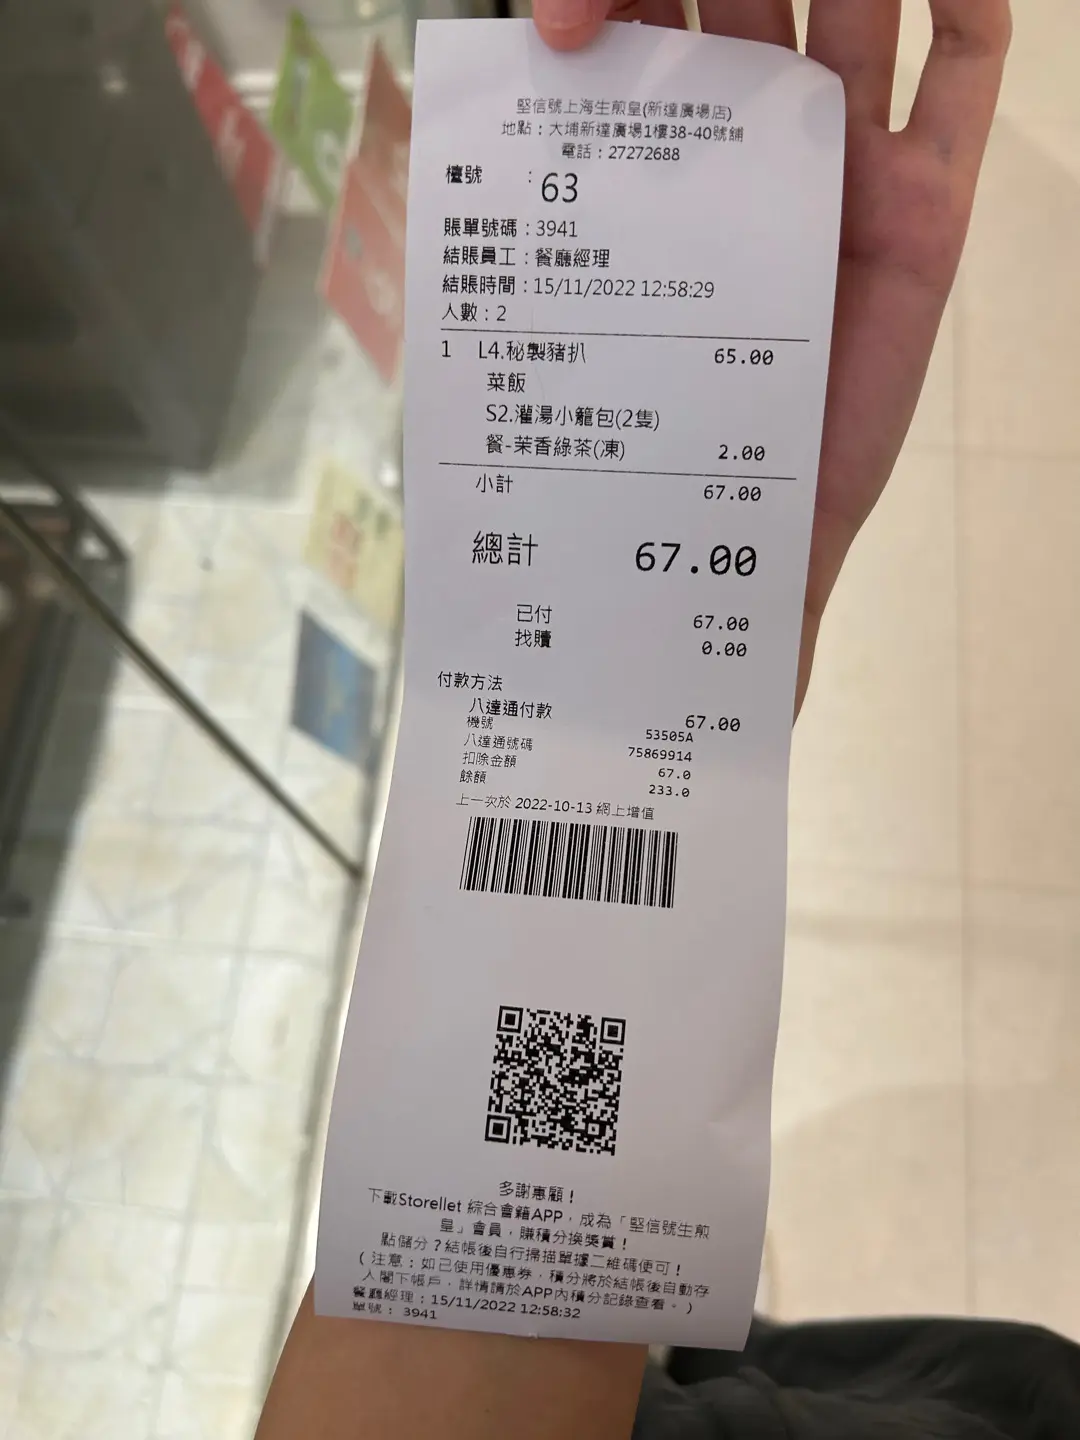 堅信號上海生煎皇(新達廣場店)
地點：大埔新達廣場1樓38-40號舖
電話：27272688
檯號 : 63
賬單號碼：3941
結賬員工：餐廳經理
結賬時間：15/11/2022 12:58:29
人數：2
1 L4.秘製豬扒 65.00
菜飯
S2.灌湯小籠包(2隻)
餐-茉香綠茶(凍) 2.00
小計 67.00
總計 67.00
已付 67.00
找贖 0.00
付款方法
八達通付款 67.00
機號 53505A
八達通號碼 75869914
扣除金額 67.0
餘額 233.0
上一次於 2022-10-13 網上增值
多謝惠顧！
下載Storellet 綜合會籍APP，成為「堅信號生煎
皇」會員，賺積分換獎賞！
點儲分？結帳後自行掃描單據二維碼便可！
（注意：如已使用優惠券，積分將於結帳後自動存
入閣下帳戶，詳情請於APP內積分記錄查看。）
餐廳經理：15/11/2022 12:58:32
單號： 3941